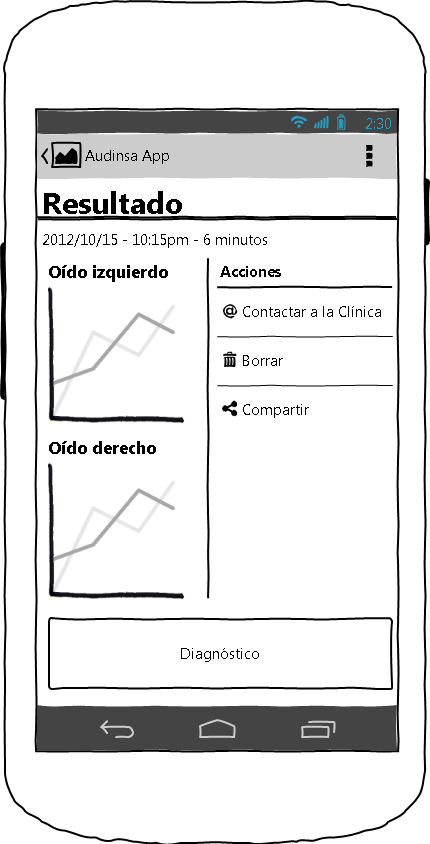 2:30
Audinsa App
Resultado
2012/10/15 - 10:15pm - 6 minutos
Oído izquierdo
Oído derecho
Acciones
@ Contactar a la Clínica
Borrar
Compartir
Diagnóstico